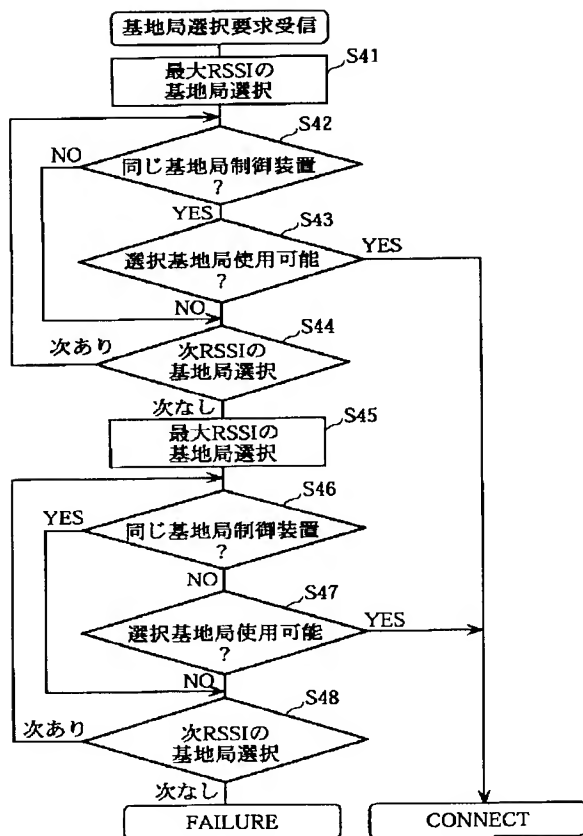 基地局選択要求受信
S41
最大RSSIの
基地局選択
S42
NO
同じ基地局制御装置
?
YES
S43
YES
選択基地局使用可能
?
NO
S44
次あり
次RSSIの
基地局選択
次なし
S45
最大RSSIの
基地局選択
S46
YES
同じ基地局制御装置
?
NO
S47
YES
選択基地局使用可能
?
NO
S48
次あり
次RSSIの
基地局選択
次なし
FAILURE
CONNECT